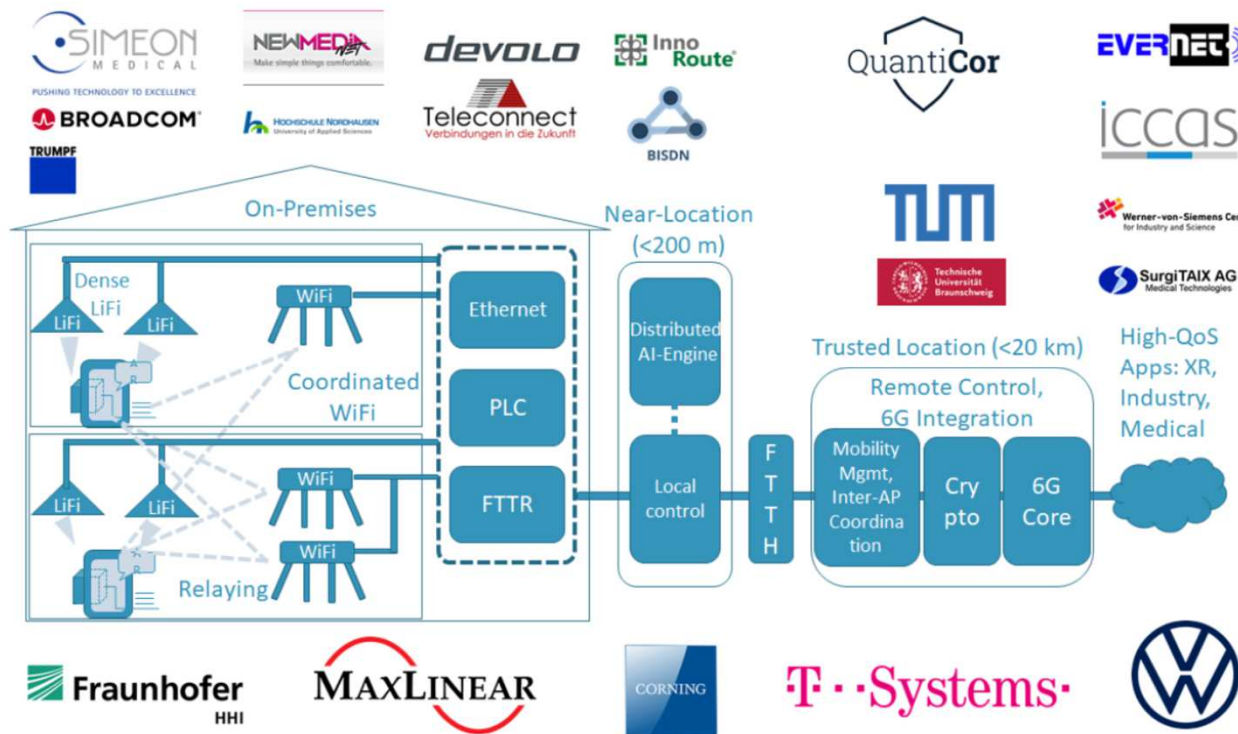 SIMEON
MEDICAL
PUSHING TECHNOLOGY TO EXCELLENCE
BROADCOM®
TRUMPF
NEWMEDIA
NET
Make simple things comfortable.
HOCHSCHULE NORDHAUSEN
University of Applied Sciences
devolo
Teleconnect
Verbindungen in die Zukunft
Inno
Route®
BISDN
QuantiCor
EVERNET
iccas
TUM
Technische
Universität
Braunschweig
Werner-von-Siemens Cen
for Industry and Science
SurgiTAIX AG
Medical Technologies
On-Premises
Dense
LiFi
LiFi
LiFi
WiFi
Coordinated
WiFi
LiFi
LiFi
WiFi
WiFi
Relaying
Ethernet
PLC
FTTR
Near-Location
(<200 m)
Distributed
AI-Engine
Local
control
F
T
T
H
Trusted Location (<20 km)
Remote Control,
6G Integration
Mobility
Mgmt,
Inter-AP
Coordina
tion
Cry
pto
6G
Core
High-QoS
Apps: XR,
Industry,
Medical
Fraunhofer
HHI
MAXLINEAR
CORNING
T··Systems·
VW